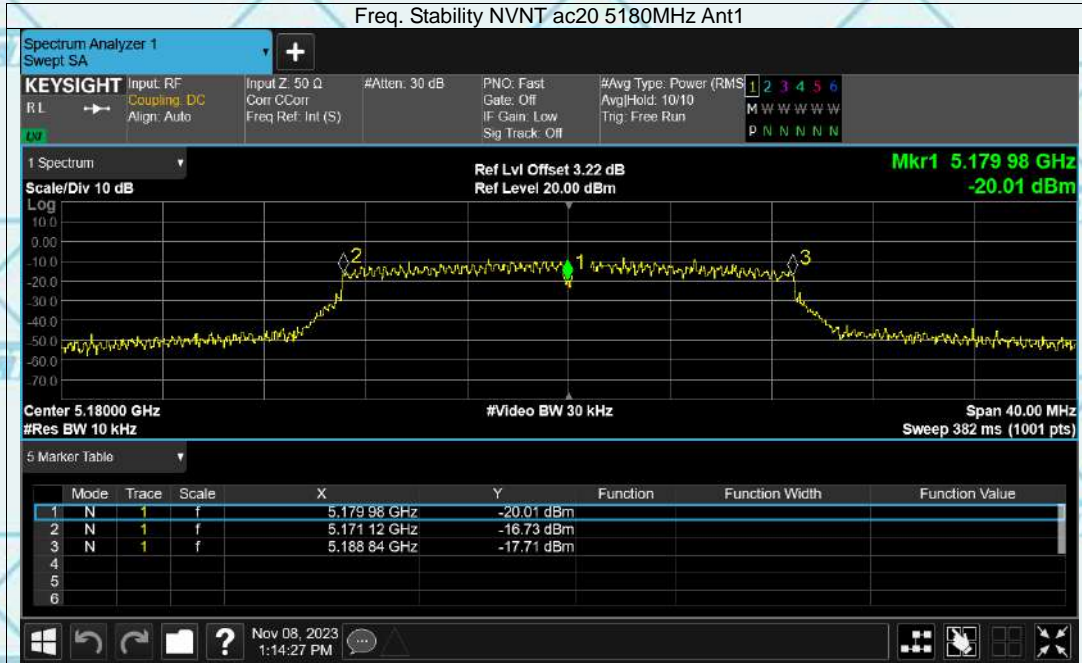 Freq. Stability NVNT ac20 5180MHz Ant1
Spectrum Analyzer 1
Swept SA
+
KEYSIGHT Input: RF Input Z: 50 Ω #Atten: 30 dB PNO: Fast #Avg Type: Power (RMS 1 2 3 4 5 6
R L Coupling: DC Corr CCorr Gate: Off Avg|Hold: 10/10 M W W W W W
Align: Auto Freq Ref: Int (S) IF Gain: Low Trig: Free Run
LXI Sig Track: Off P N N N N N
1 Spectrum Ref Lvl Offset 3.22 dB Mkr1 5.179 98 GHz
Scale/Div 10 dB Ref Level 20.00 dBm -20.01 dBm
Log
10.0
0.00
-10.0
-20.0
-30.0
-40.0
-50.0
-60.0
-70.0
2
1
3
Center 5.18000 GHz #Video BW 30 kHz Span 40.00 MHz
#Res BW 10 kHz Sweep 382 ms (1001 pts)
5 Marker Table
Mode Trace Scale X Y Function Function Width Function Value
1 N 1 f 5.179 98 GHz -20.01 dBm
2 N 1 f 5.171 12 GHz -16.73 dBm
3 N 1 f 5.188 84 GHz -17.71 dBm
4
5
6
? Nov 08, 2023
1:14:27 PM